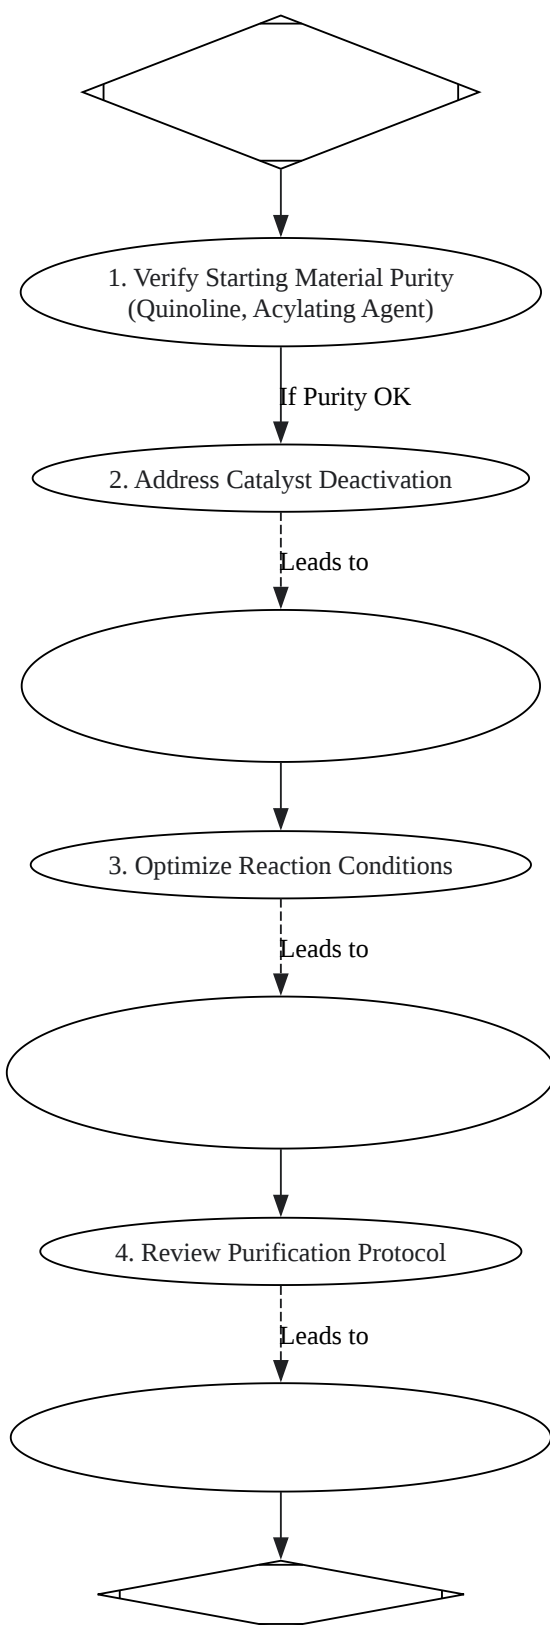 1. Verify Starting Material Purity
(Quinoline, Acylating Agent)
If Purity OK
2. Address Catalyst Deactivation
Leads to
3. Optimize Reaction Conditions
Leads to
4. Review Purification Protocol
Leads to